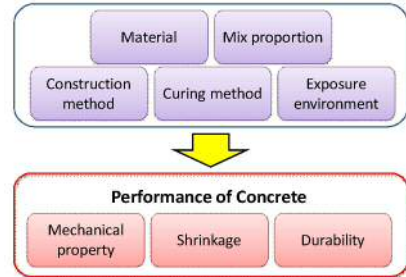 Material
Mix proportion
Construction
method
Curing method
Exposure
environment
Performance of Concrete
Mechanical
property
Shrinkage
Durability